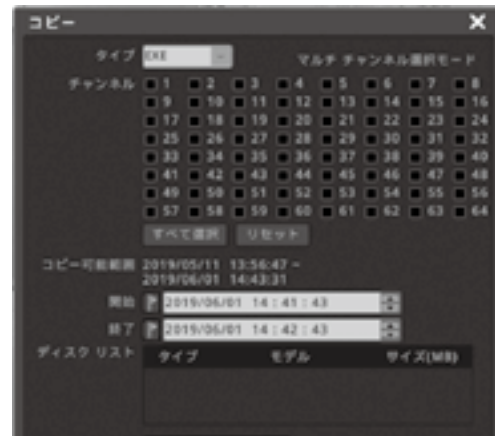 コピー
タイプ EXE マルチ チャンネル選択モード
チャンネル 1 2 3 4 5 6 7 8
9 10 11 12 13 14 15 16
17 18 19 20 21 22 23 24
25 26 27 28 29 30 31 32
33 34 35 36 37 38 39 40
41 42 43 44 45 46 47 48
49 50 51 52 53 54 55 56
57 58 59 60 61 62 63 64
すべて選択 リセット
コピー可能範囲 2019/05/11 13:56:47 ~
2019/06/01 14:43:31
開始 2019/06/01 14 : 41 : 43
終了 2019/06/01 14 : 42 : 43
ディスク リスト タイプ モデル サイズ(MB)